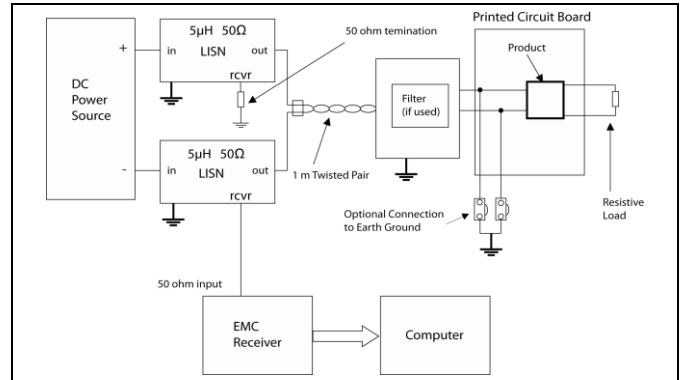 Printed Circuit Board
5μH 50Ω
in
out
LISN
rcvr
50 ohm temination
Product
+
DC
Power
Source
-
Filter
(if used)
5μH 50Ω
in
out
LISN
rcvr
1 m Twisted Pair
Optional Connection
to Earth Ground
Resistive
Load
50 ohm input
EMC
Receiver
Computer